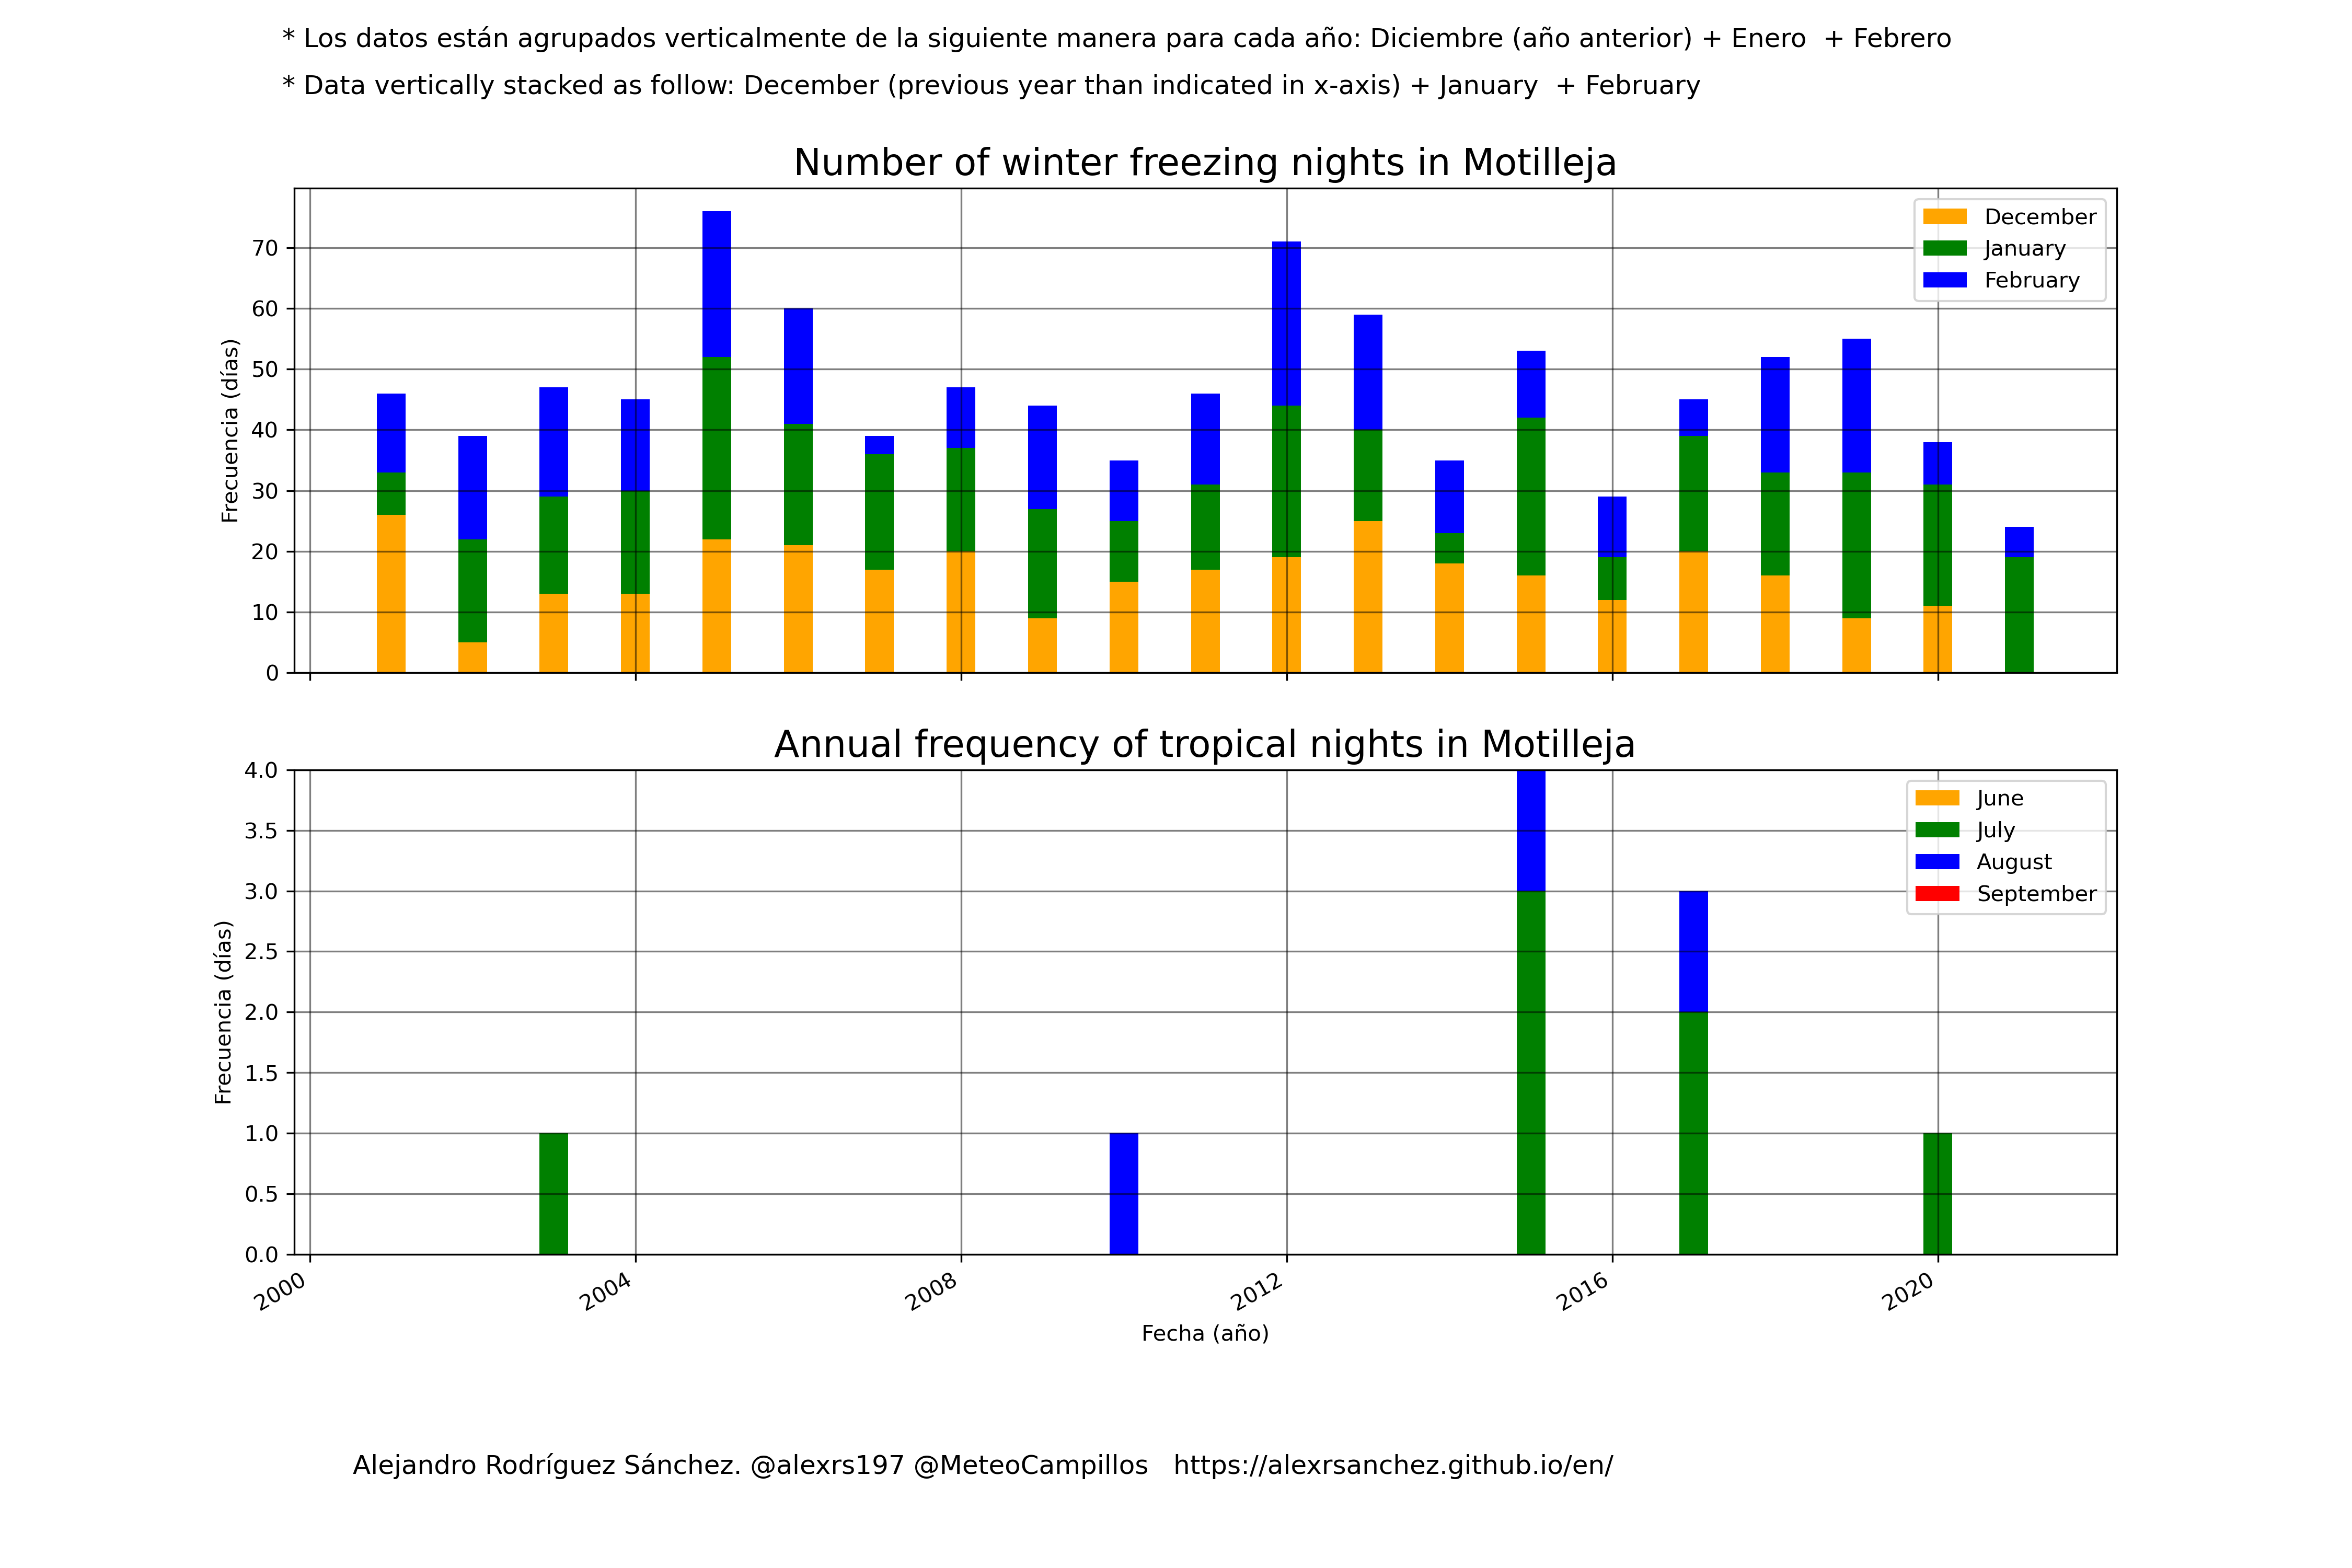 * Los datos están agrupados verticalmente de la siguiente manera para cada año: Diciembre (año anterior) + Enero  + Febrero
* Data vertically stacked as follow: December (previous year than indicated in x-axis) + January  + February
Number of winter freezing nights in Motilleja
Frecuencia (días)
70
60
50
40
30
20
10
0
December
January
February
Annual frequency of tropical nights in Motilleja
Frecuencia (días)
4.0
3.5
3.0
2.5
2.0
1.5
1.0
0.5
0.0
June
July
August
September
2000
2004
2008
2012
2016
2020
Fecha (año)
Alejandro Rodríguez Sánchez. @alexrs197 @MeteoCampillos   https://alexrsanchez.github.io/en/